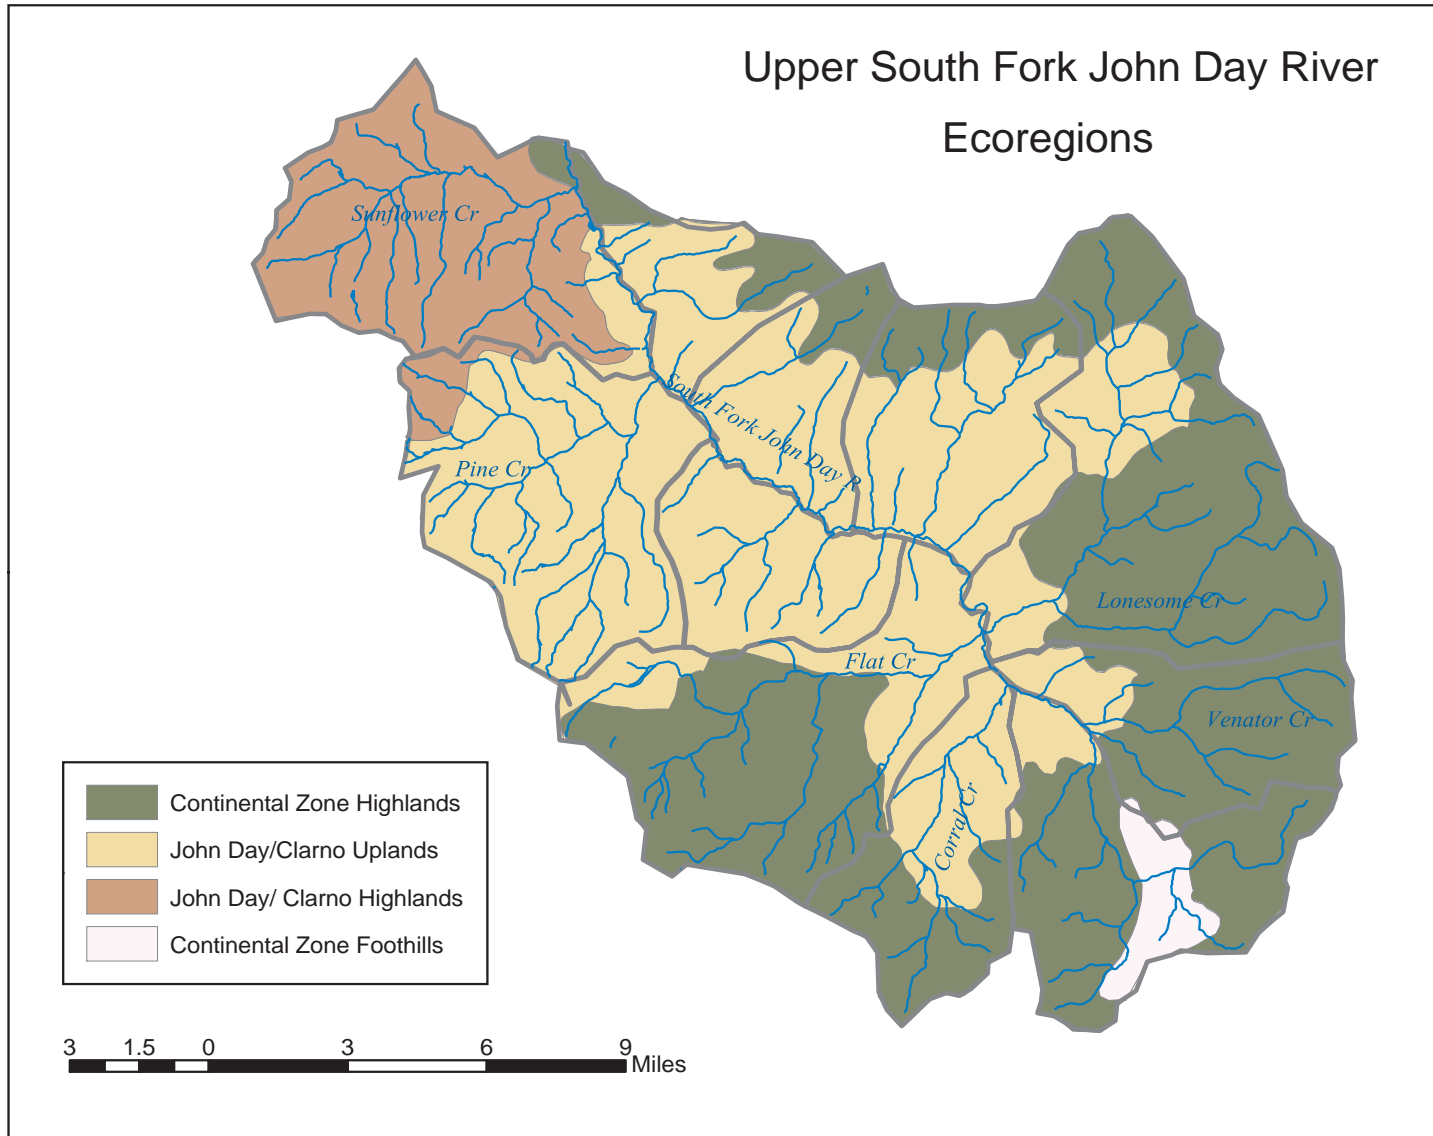 Upper South Fork John Day River
Ecoregions
Sunflower Cr
South Fork John Day R
Pine Cr
Lonesome Cr
Flat Cr
Venator Cr
Corral Cr
Continental Zone Highlands
John Day/Clarno Uplands
John Day/ Clarno Highlands
Continental Zone Foothills
3 1.5 0 3 6 9
Miles